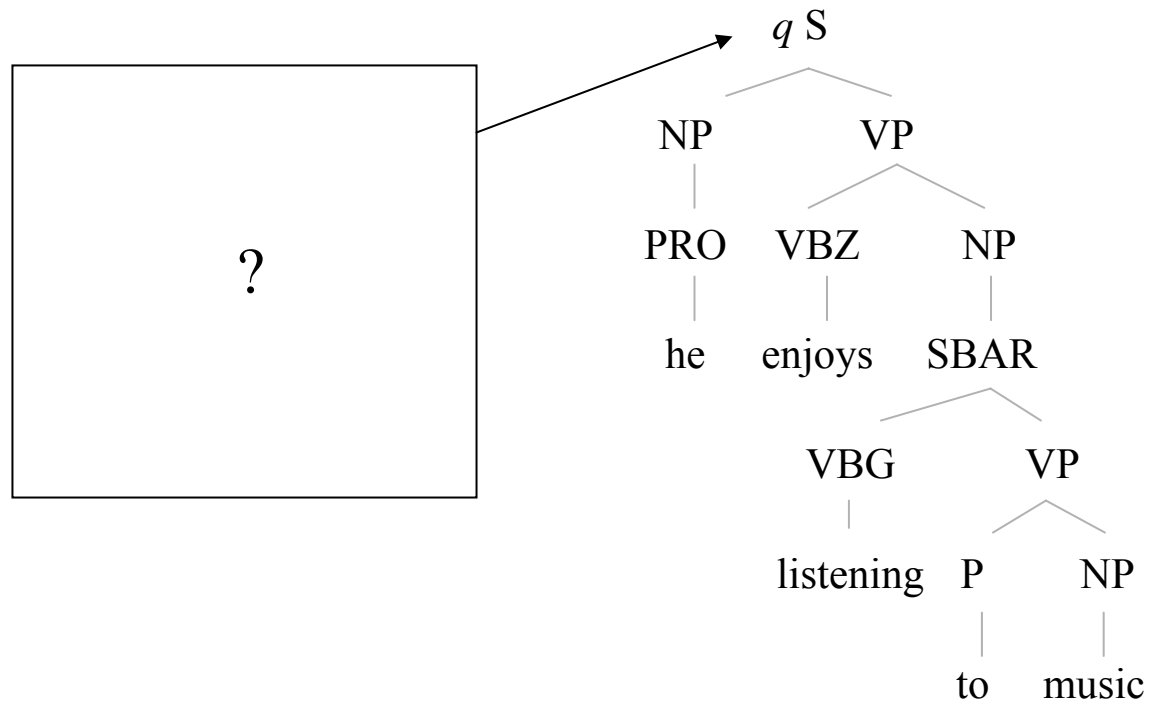 q S
NP VP
? PRO VBZ NP
he enjoys SBAR
VBG VP
listening P NP
to music